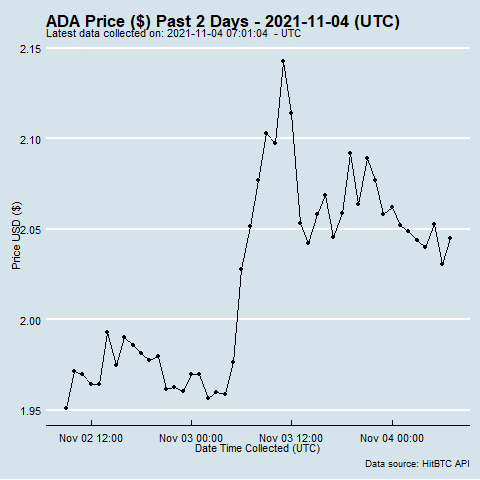 ADA Price ($) Past 2 Days - 2021-11-04 (UTC)
Latest data collected on: 2021-11-04 07:01:04  - UTC
2.15
2.10
2.05
2.00
1.95
Price USD ($)
Nov 02 12:00
Nov 03 00:00
Nov 03 12:00
Nov 04 00:00
Date Time Collected (UTC)
Data source: HitBTC API